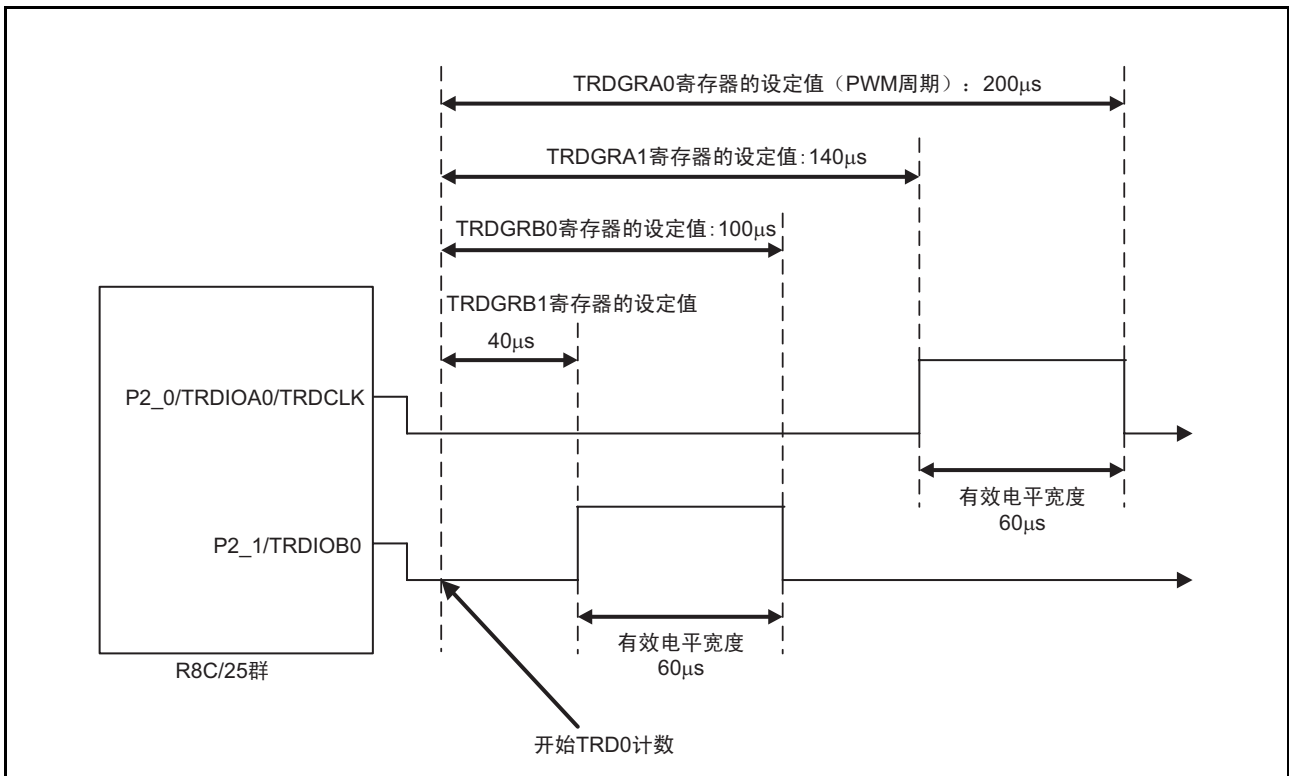 TRDGRA0寄存器的设定值（PWM周期）：200μs
TRDGRA1寄存器的设定值:140μs
TRDGRB0寄存器的设定值:100μs
TRDGRB1寄存器的设定值
40μs
P2_0/TRDIOA0/TRDCLK
有效电平宽度
60μs
P2_1/TRDIOB0
有效电平宽度
60μs
R8C/25群
开始TRD0计数